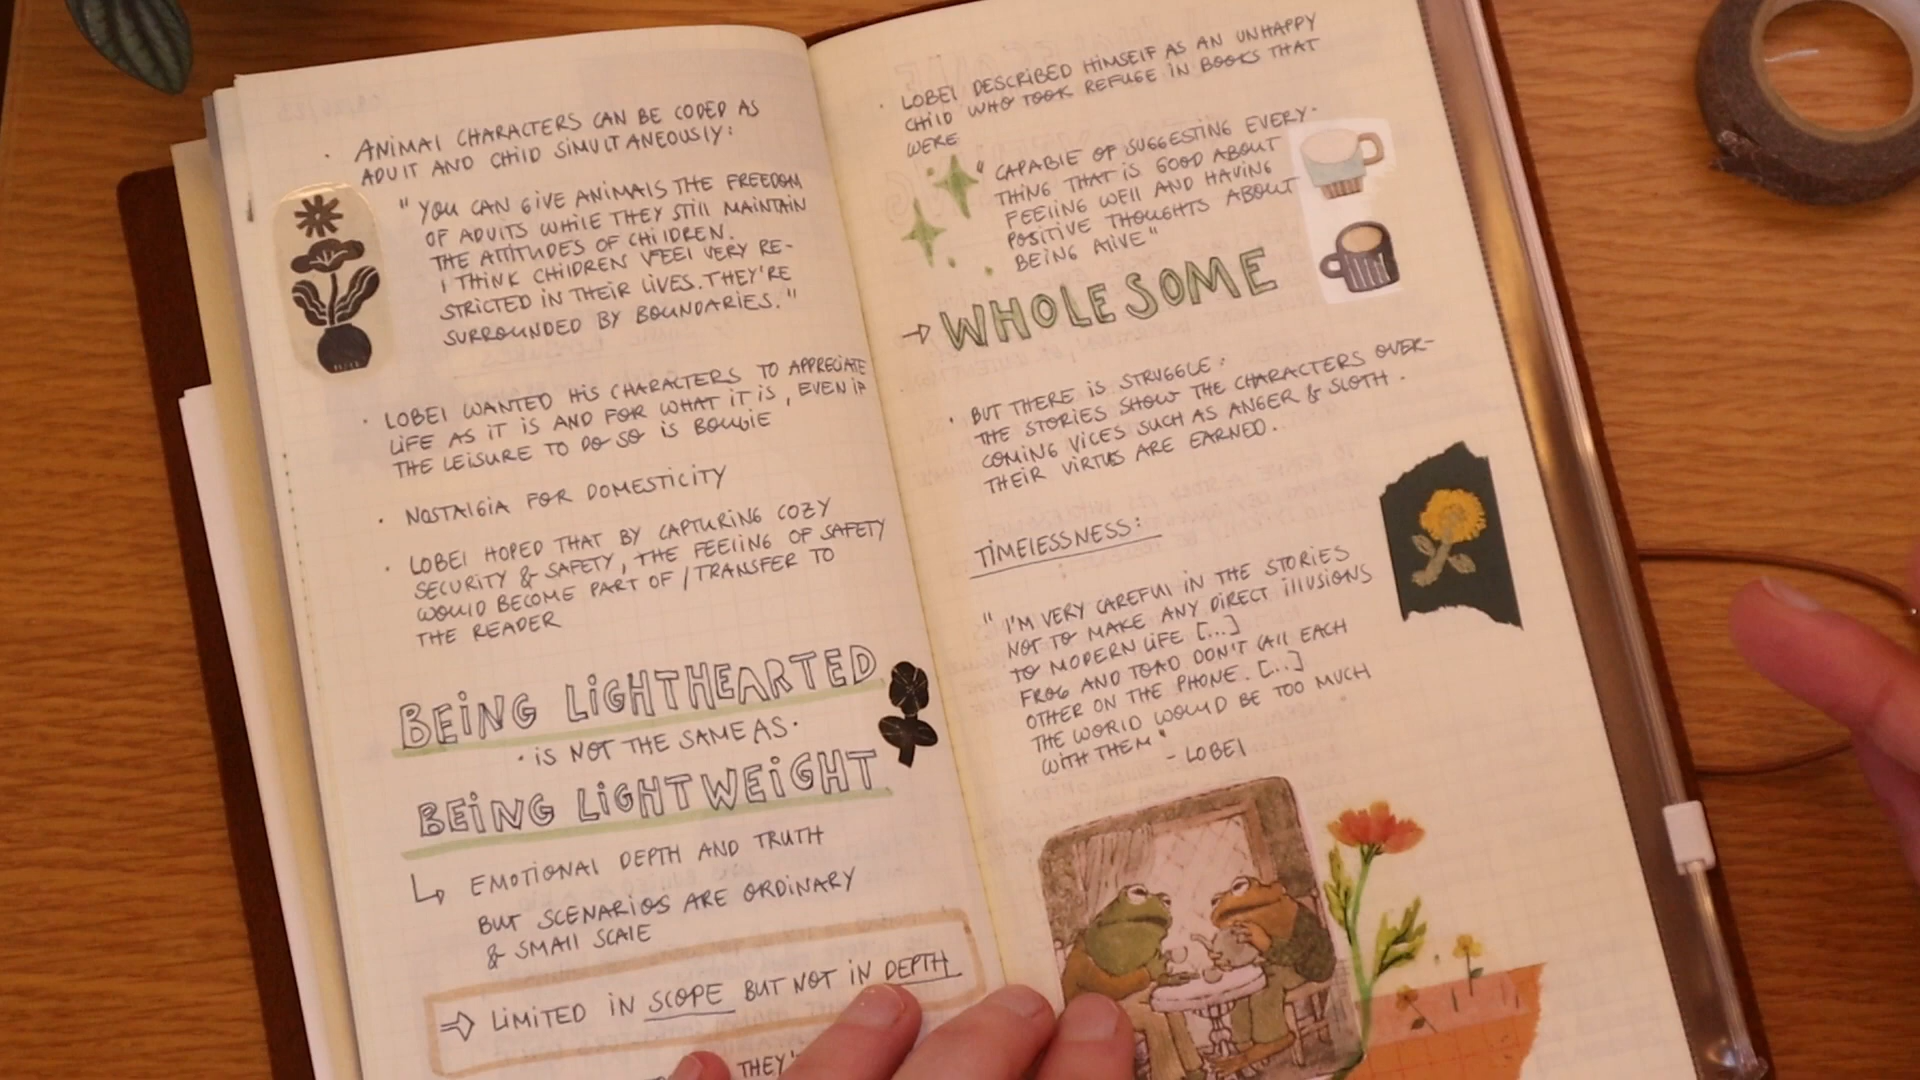 · ANIMAL CHARACTERS CAN BE CODED AS
ADULT AND CHILD SIMULTANEOUSLY:
" YOU CAN GIVE ANIMALS THE FREEDOM
OF ADULTS WHILE THEY STILL MAINTAIN
THE ATTITUDES OF CHILDREN.
I THINK CHILDREN FEEL VERY RE-
STRICTED IN THEIR LIVES. THEY'RE
SURROUNDED BY BOUNDARIES."
· LOBEL WANTED HIS CHARACTERS TO APPRECIATE
LIFE AS IT IS AND FOR WHAT IT IS, EVEN IF
THE LEISURE TO DO SO IS BOUGIE
· NOSTALGIA FOR DOMESTICITY
· LOBEL HOPED THAT BY CAPTURING COZY
SECURITY & SAFETY, THE FEELING OF SAFETY
WOULD BECOME PART OF / TRANSFER TO
THE READER
BEING LIGHTHEARTED
· IS NOT THE SAME AS ·
BEING LIGHTWEIGHT
↳ EMOTIONAL DEPTH AND TRUTH
BUT SCENARIOS ARE ORDINARY
& SMALL SCALE
⇒ LIMITED IN SCOPE BUT NOT IN DEPTH
· LOBEL DESCRIBED HIMSELF AS AN UNHAPPY
CHILD WHO TOOK REFUGE IN BOOKS THAT
WERE
" CAPABLE OF SUGGESTING EVERY-
THING THAT IS GOOD ABOUT
FEELING WELL AND HAVING
POSITIVE THOUGHTS ABOUT
BEING ALIVE"
→ WHOLESOME
· BUT THERE IS STRUGGLE:
THE STORIES SHOW THE CHARACTERS OVER-
COMING VICES SUCH AS ANGER & SLOTH.
THEIR VIRTUES ARE EARNED.
TIMELESSNESS:
" I'M VERY CAREFUL IN THE STORIES
NOT TO MAKE ANY DIRECT ILLUSIONS
TO MODERN LIFE [...]
FROG AND TOAD DON'T CALL EACH
OTHER ON THE PHONE. [...]
THE WORLD WOULD BE TOO MUCH
WITH THEM"
- LOBEL